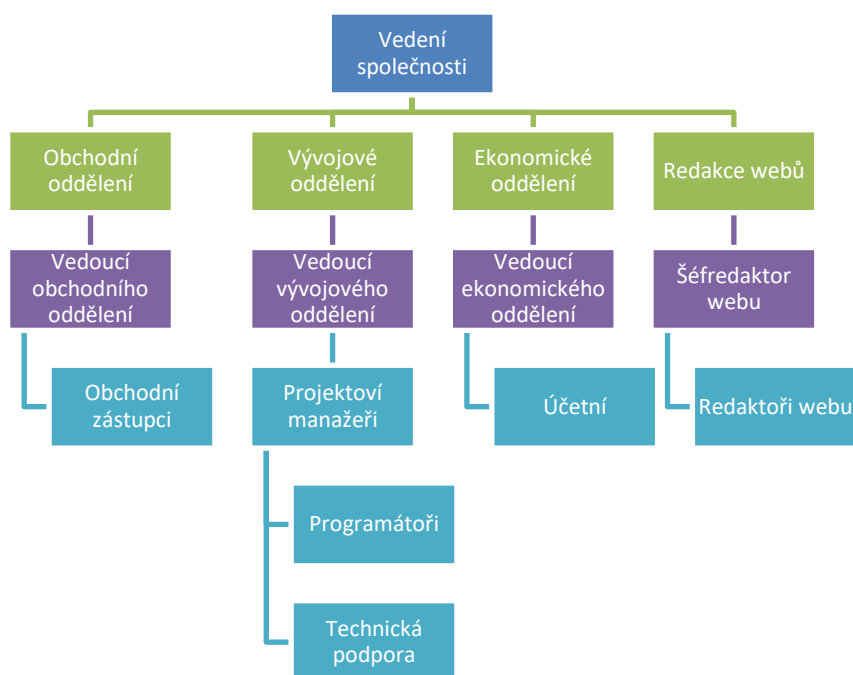 Vedení
společnosti
Obchodní
oddělení
Vývojové
oddělení
Ekonomické
oddělení
Redakce webů
Vedoucí
obchodního
oddělení
Vedoucí
vývojového
oddělení
Vedoucí
ekonomického
oddělení
Šéfredaktor
webu
Obchodní
zástupci
Projektoví
manažeři
Účetní
Redaktoři webu
Programátoři
Technická
podpora